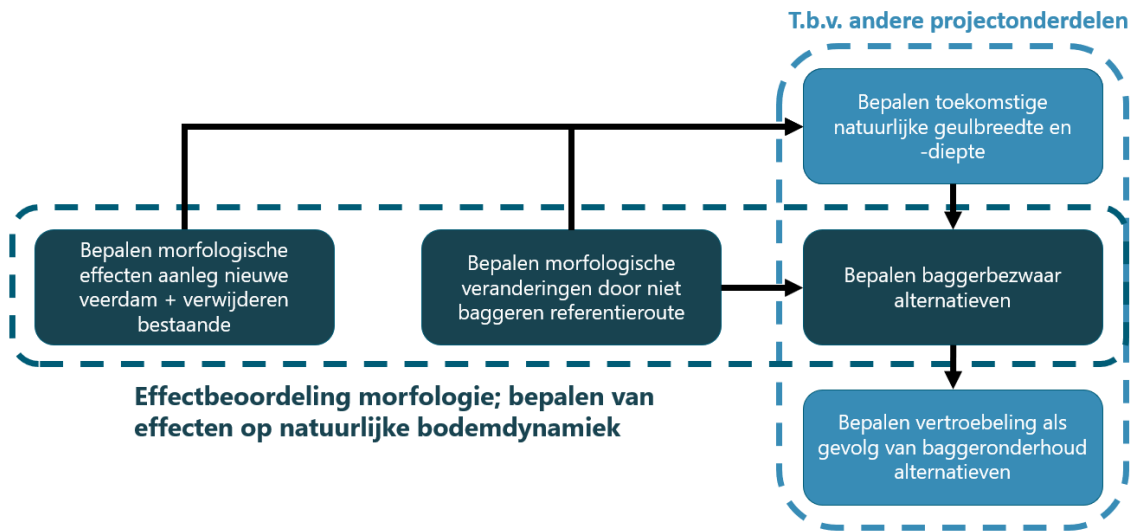 T.b.v. andere projectonderdelen
Bepalen toekomstige
natuurlijke geulbreedte en
-diepte
Bepalen morfologische
effecten aanleg nieuwe
veerdam + verwijderen
bestaande
Bepalen morfologische
veranderingen door niet
baggeren referentieroute
Bepalen baggerbezwaar
alternatieven
Effectbeoordeling morfologie; bepalen van
effecten op natuurlijke bodemdynamiek
Bepalen vertroebeling als
gevolg van baggeronderhoud
alternatieven